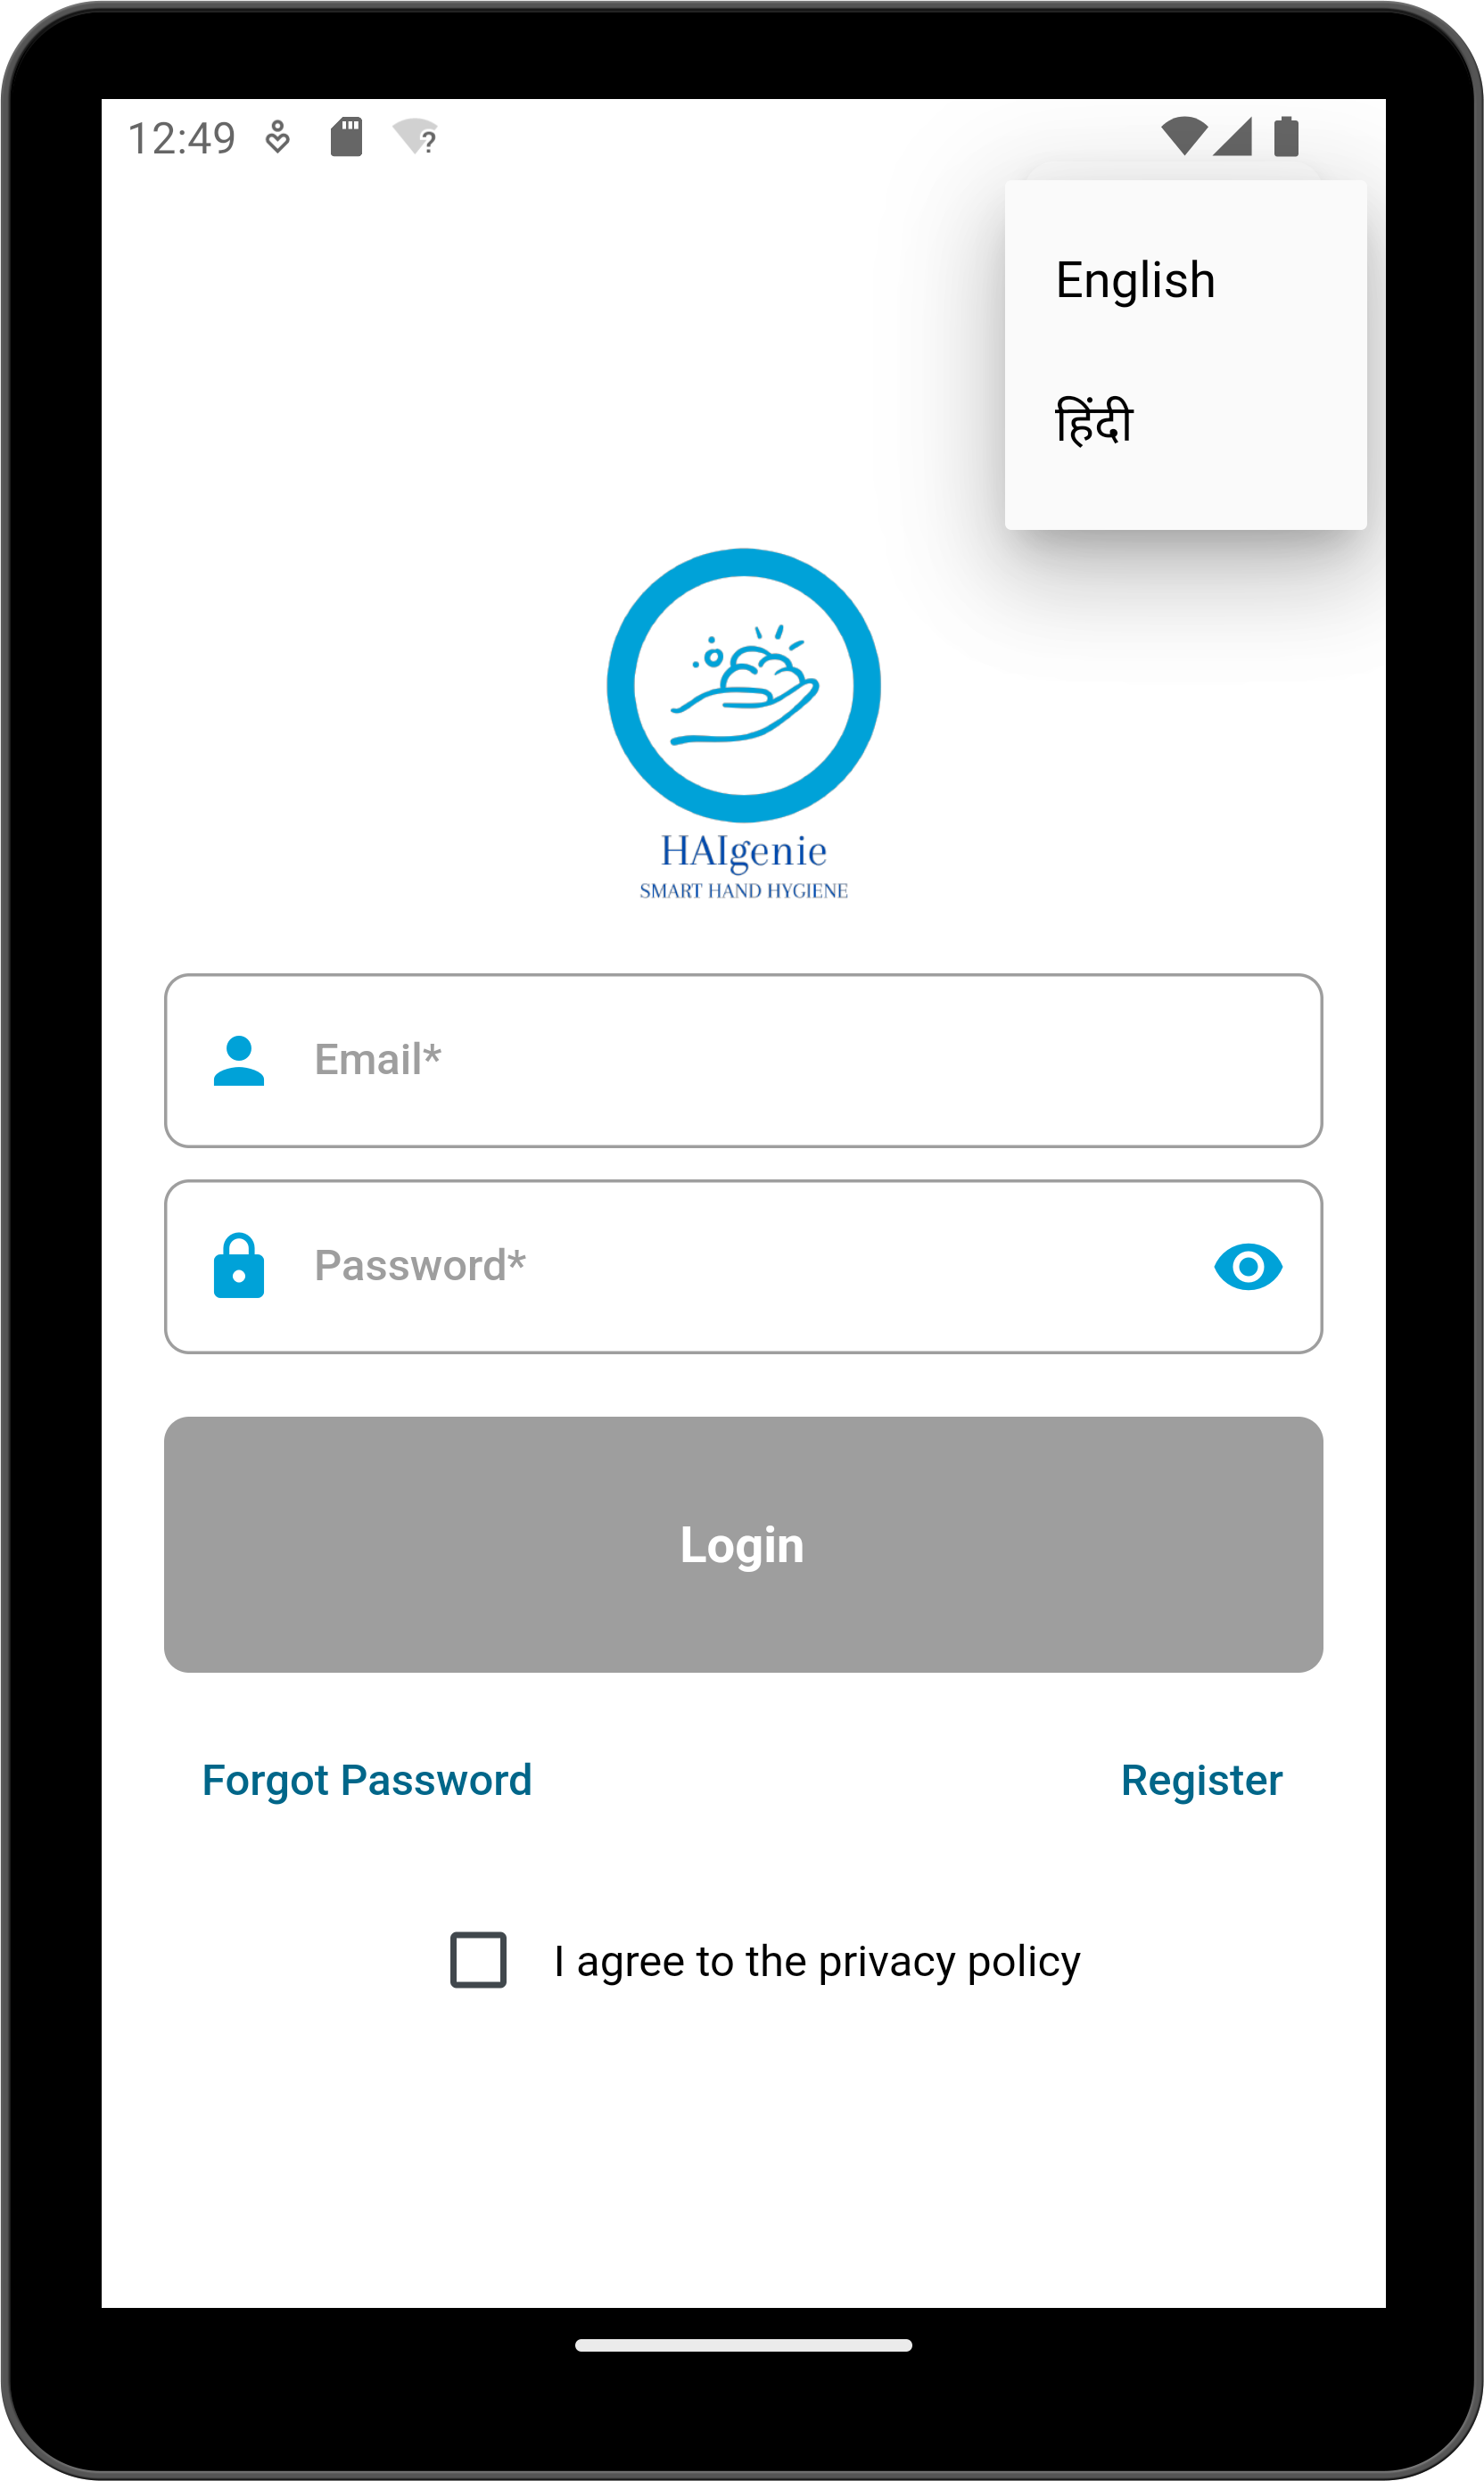 12:49
English
हिंदी
HAIgenie
SMART HAND HYGIENE
Email*
Password*
Login
Forgot Password Register
I agree to the privacy policy